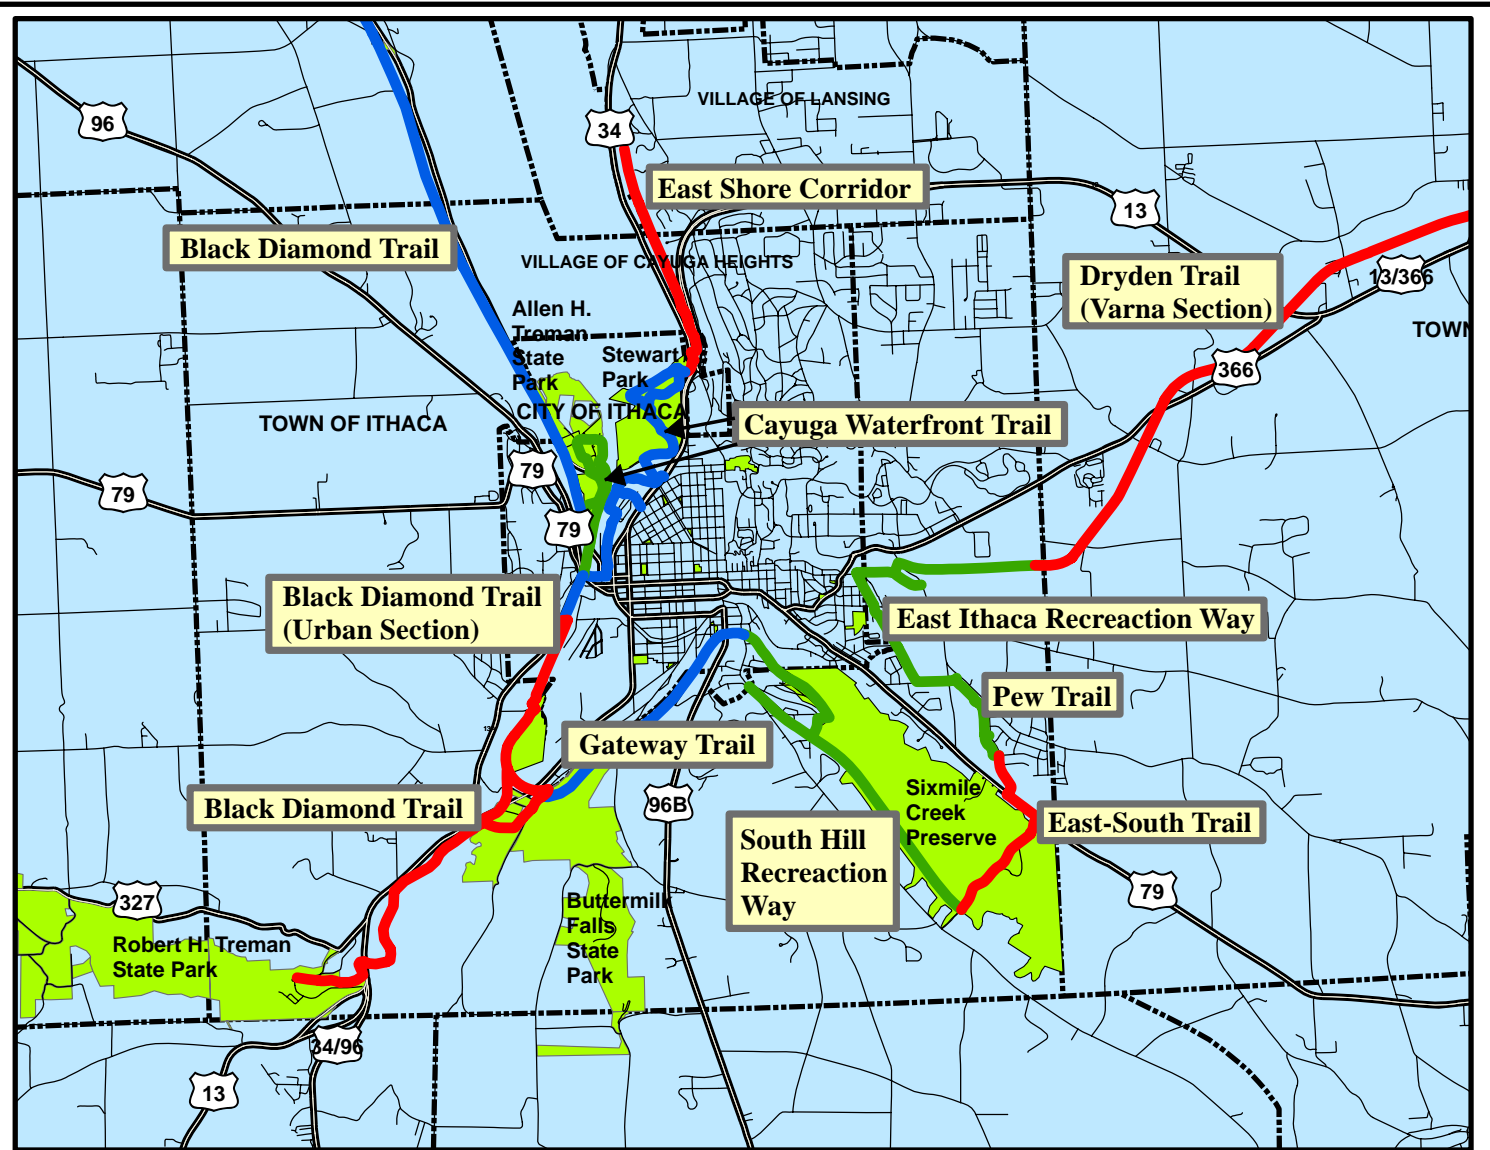 VILLAGE OF LANSING
96
34
East Shore Corridor
13
Black Diamond Trail
VILLAGE OF CAYUGA HEIGHTS
Dryden Trail
(Varna Section)
13/366
TOWN
Allen H.
Treman
State
Park
Stewart
Park
366
CITY OF ITHACA
TOWN OF ITHACA
Cayuga Waterfront Trail
79
79
79
Black Diamond Trail
(Urban Section)
East Ithaca Recreaction Way
Pew Trail
Gateway Trail
Black Diamond Trail
96B
Sixmile
Creek
Preserve
East-South Trail
South Hill
Recreaction
Way
327
79
Buttermilk
Falls
State
Park
Robert H. Treman
State Park
34/96
13